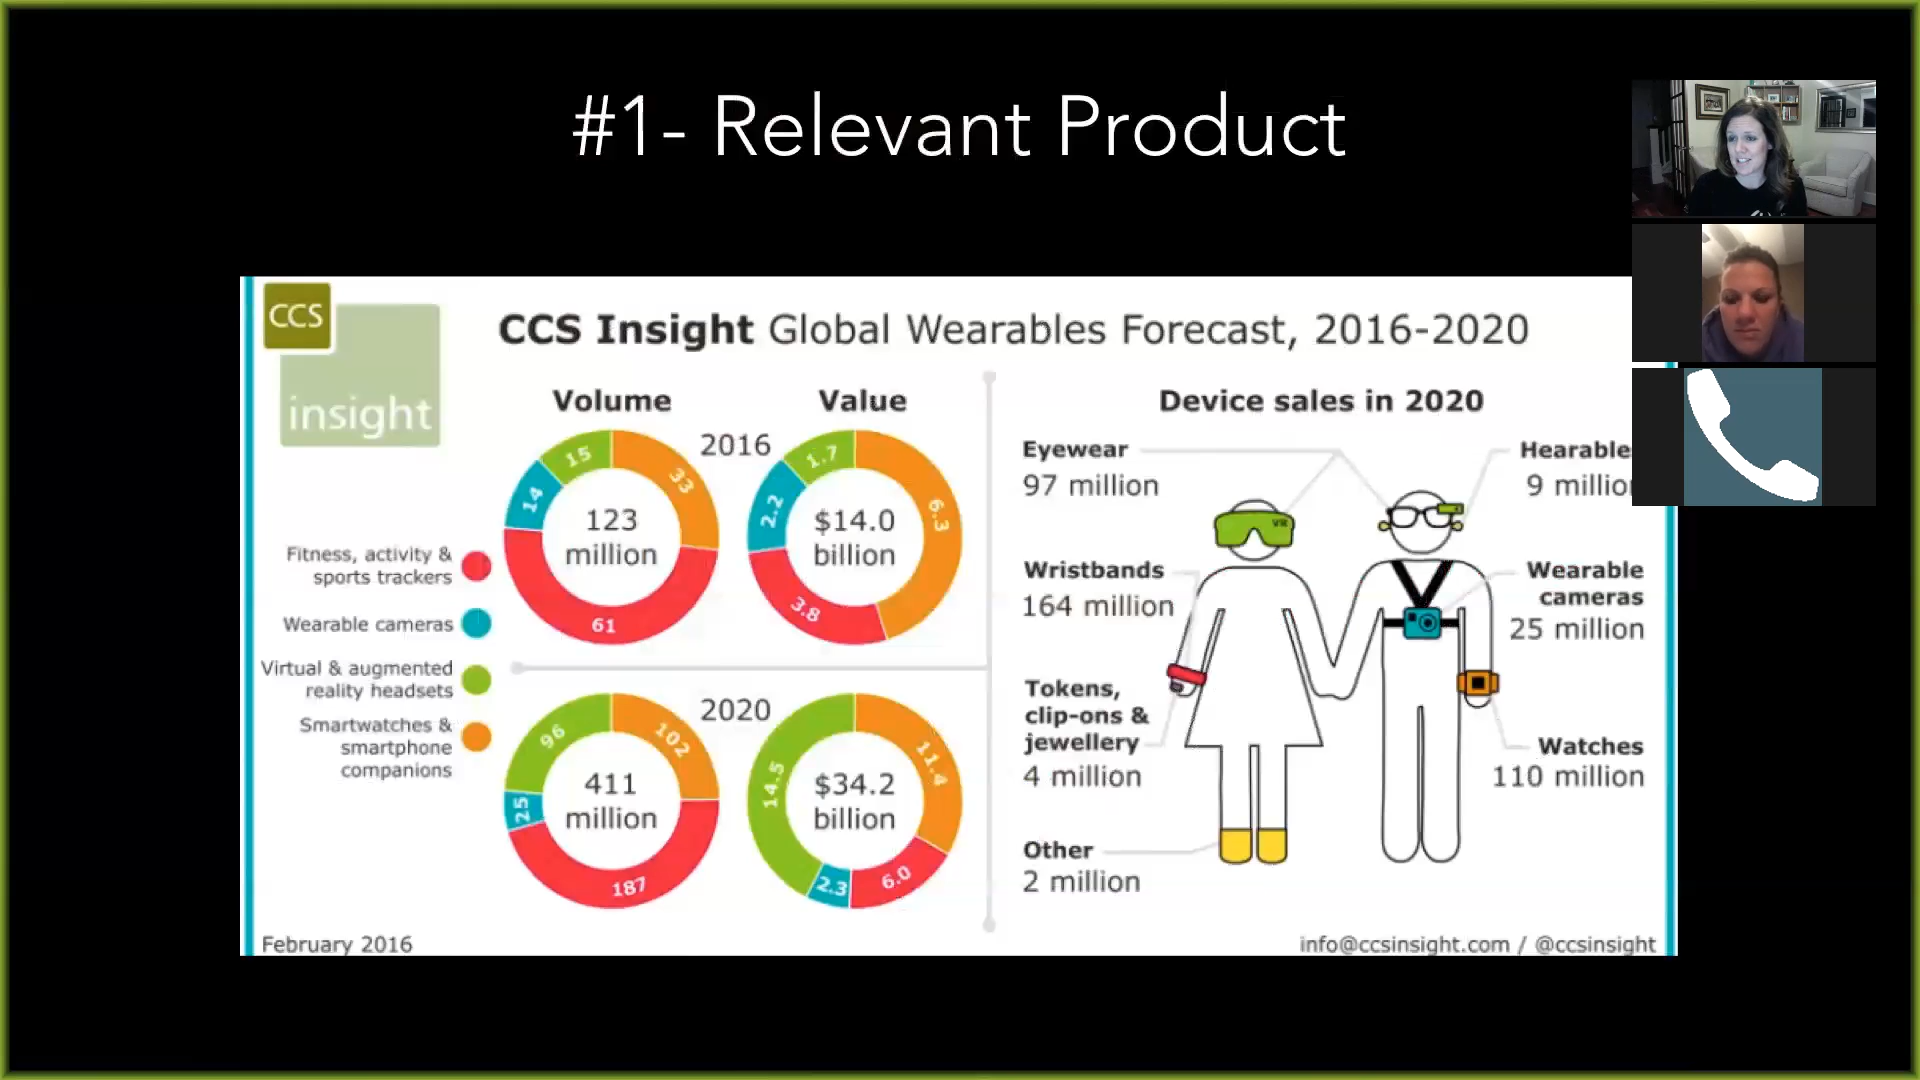 #1- Relevant Product
CCS
insight
CCS Insight Global Wearables Forecast, 2016-2020
Volume
Value
2016
15
33
14
61
123
million
1.7
6.3
2.2
3.8
$14.0
billion
Fitness, activity &
sports trackers
Wearable cameras
Virtual & augmented
reality headsets
Smartwatches &
smartphone
companions
2020
96
102
25
187
411
million
14.5
11.4
2.3
6.0
$34.2
billion
Device sales in 2020
Eyewear
97 million
Hearable
9 millio
VR
Wristbands
164 million
Wearable
cameras
25 million
Tokens,
clip-ons &
jewellery
4 million
Watches
110 million
Other
2 million
February 2016
info@ccsinsight.com / @ccsinsight